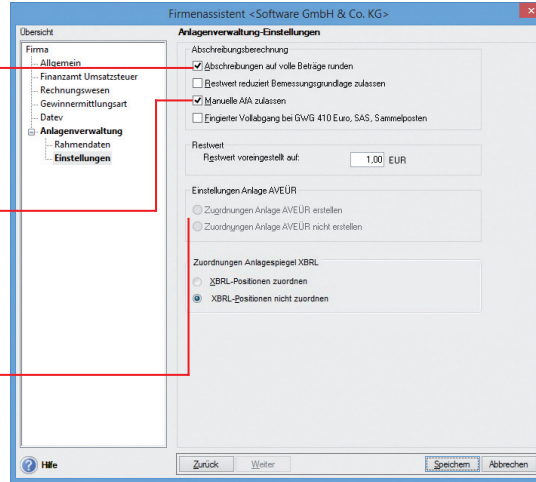 Firmenassistent <Software GmbH & Co. KG>
Übersicht
Firma
Allgemein
Finanzamt Umsatzsteuer
Rechnungswesen
Gewinnermittlungsart
Datev
Anlagenverwaltung
Rahmendaten
Einstellungen
Anlagenverwaltung-Einstellungen
Abschreibungsberechnung
Abschreibungen auf volle Beträge runden
Restwert reduziert Bemessungsgrundlage zulassen
Manuelle AfA zulassen
Fingierter Vollabgang bei GWG 410 Euro, SAS, Sammelposten
Restwert
Restwert voreingestellt auf: 1,00 EUR
Einstellungen Anlage AVEÜR
Zuordnungen Anlage AVEÜR erstellen
Zuordnungen Anlage AVEÜR nicht erstellen
Zuordnungen Anlagespiegel XBRL
XBRL-Positionen zuordnen
XBRL-Positionen nicht zuordnen
Hilfe
Zurück Weiter Speichern Abbrechen